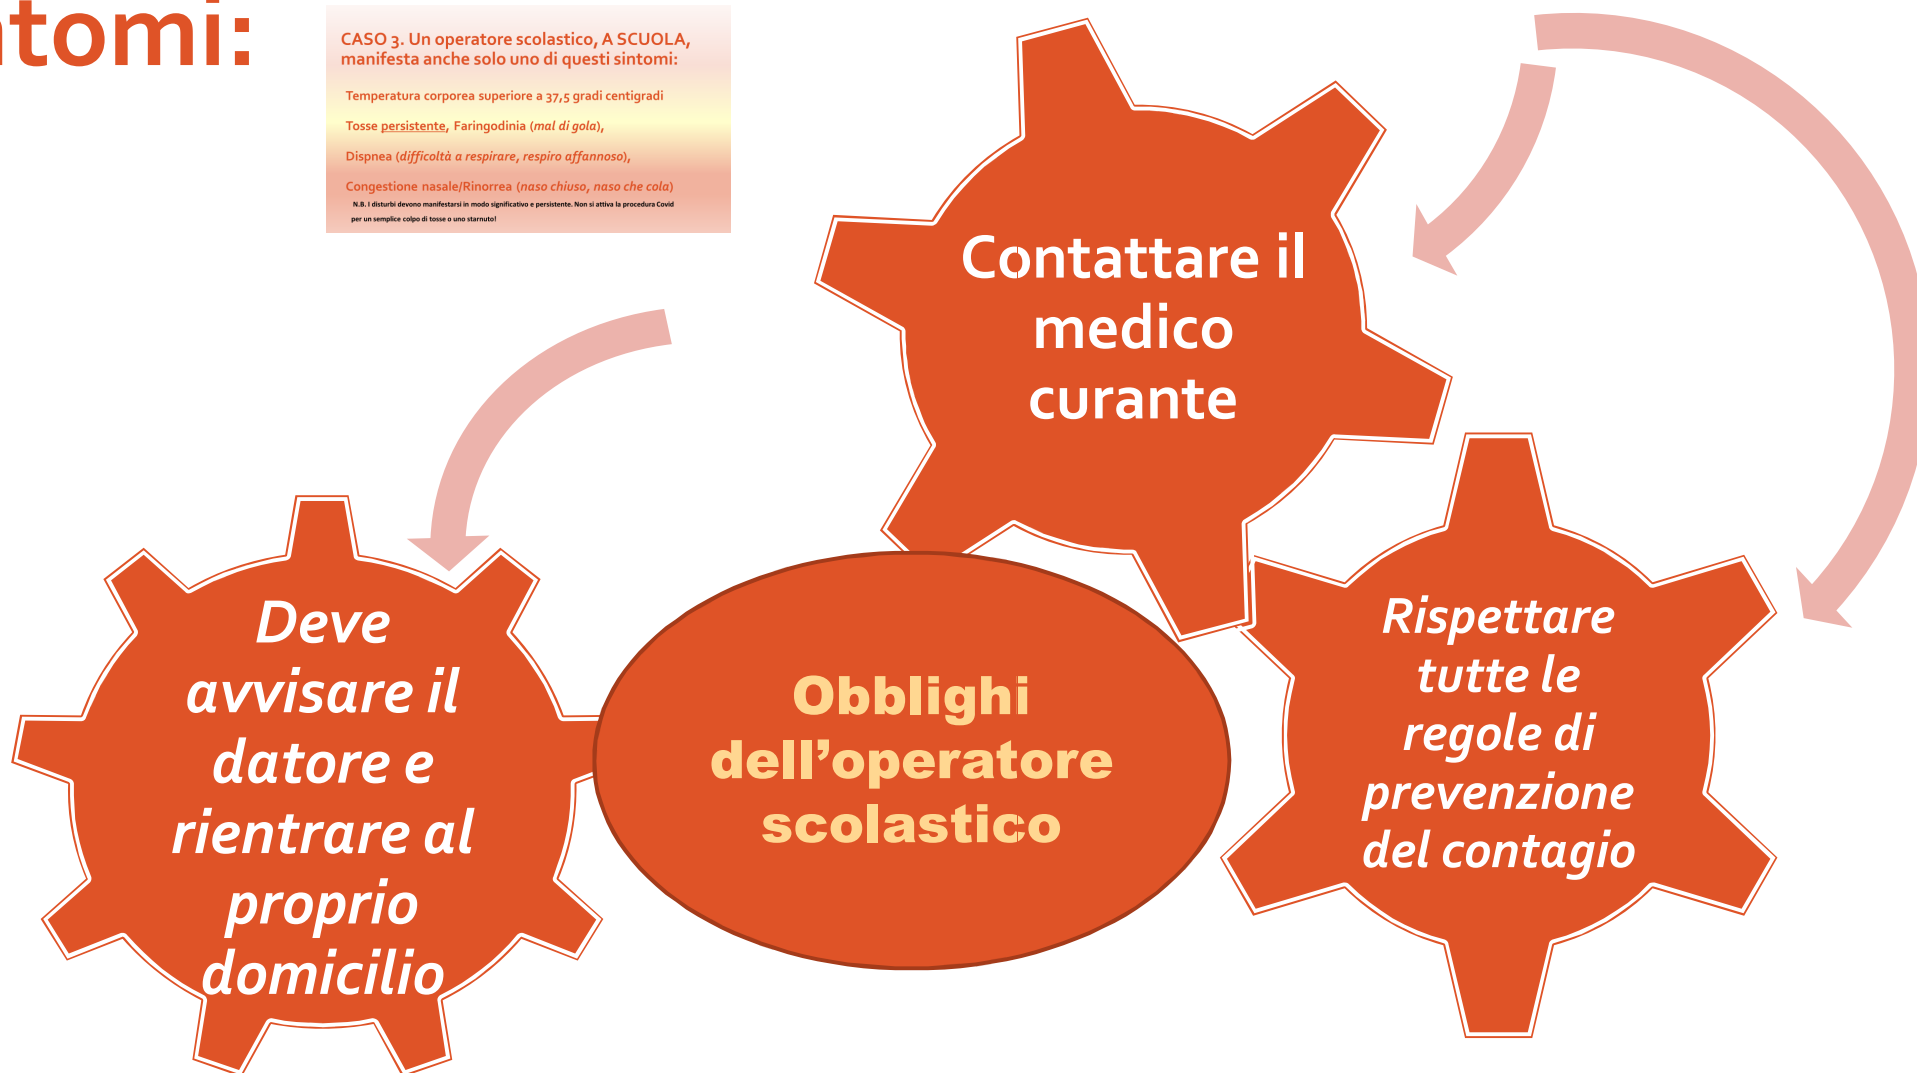 ntomi:
CASO 3. Un operatore scolastico, A SCUOLA,
manifesta anche solo uno di questi sintomi:
Temperatura corporea superiore a 37,5 gradi centigradi
Tosse persistente, Faringodinia (mal di gola),
Dispnea (difficoltà a respirare, respiro affannoso),
Congestione nasale/Rinorrea (naso chiuso, naso che cola)
N.B. I disturbi devono manifestarsi in modo significativo e persistente. Non si attiva la procedura Covid
per un semplice colpo di tosse o uno starnuto!
Contattare il
medico
curante
Deve
avvisare il
datore e
rientrare al
proprio
domicilio
Obblighi
dell’operatore
scolastico
Rispettare
tutte le
regole di
prevenzione
del contagio